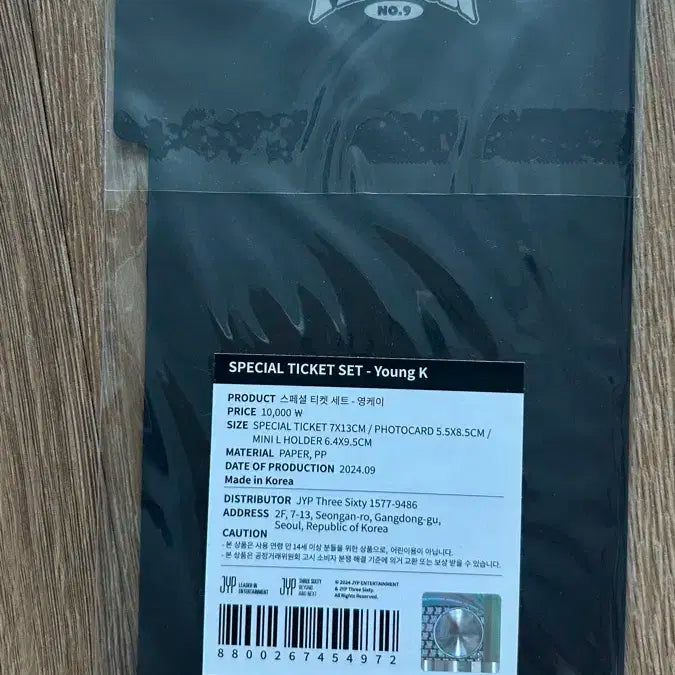 NO.9
SPECIAL TICKET SET - Young K
PRODUCT 스페셜 티켓 세트 - 영케이
PRICE 10,000 ₩
SIZE SPECIAL TICKET 7X13CM / PHOTOCARD 5.5X8.5CM /
MINI L HOLDER 6.4X9.5CM
MATERIAL PAPER, PP
DATE OF PRODUCTION 2024.09
Made in Korea
DISTRIBUTOR JYP Three Sixty 1577-9486
ADDRESS 2F, 7-13, Seongan-ro, Gangdong-gu,
Seoul, Republic of Korea
CAUTION
- 본 상품은 사용 연령 만 14세 이상 분들을 위한 상품으로, 어린이용이 아닙니다.
- 본 상품은 공정거래위원회 고시 소비자 분쟁 해결 기준에 의거 교환 또는 보상 받을 수 있습니다.
JYP LEADER IN
ENTERTAINMENT
JYP THREE SIXTY
BEYOND
AND NEXT
© 2024 JYP ENTERTAINMENT
& JYP Three Sixty.
All Rights Reserved.
8800267454972